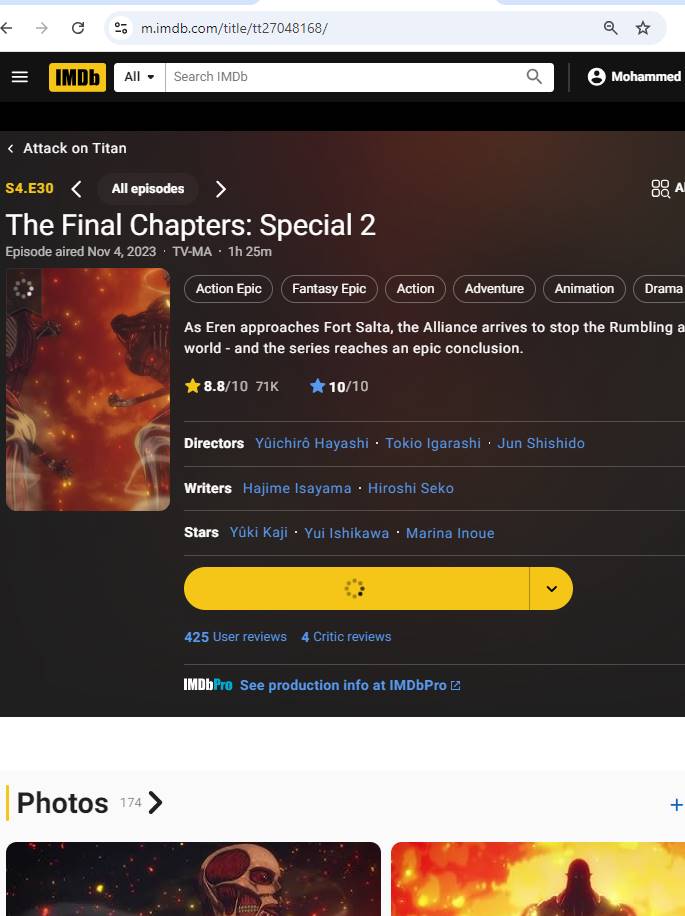 m.imdb.com/title/tt27048168/
IMDb All Search IMDb Mohammed
Attack on Titan
S4.E30 All episodes
The Final Chapters: Special 2
Episode aired Nov 4, 2023 · TV-MA · 1h 25m
Action Epic Fantasy Epic Action Adventure Animation Drama
As Eren approaches Fort Salta, the Alliance arrives to stop the Rumbling a
world - and the series reaches an epic conclusion.
8.8/10 71K 10/10
Directors Yûichirô Hayashi · Tokio Igarashi · Jun Shishido
Writers Hajime Isayama · Hiroshi Seko
Stars Yûki Kaji · Yui Ishikawa · Marina Inoue
425 User reviews 4 Critic reviews
IMDbPro See production info at IMDbPro
Photos 174